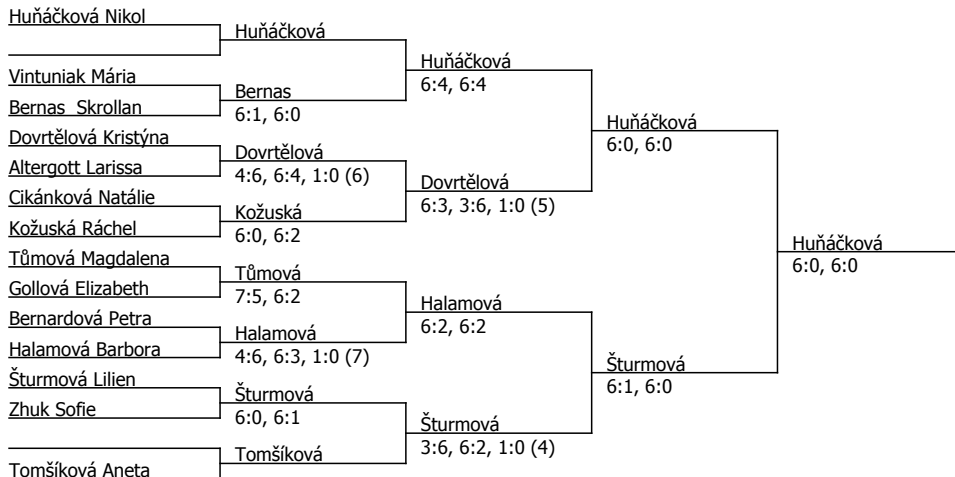 Huňáčková Nikol
Huňáčková
Huňáčková
6:4, 6:4
Vintuniak Mária
Bernas
6:1, 6:0
Bernas  Skrollan
Huňáčková
6:0, 6:0
Dovrtělová Kristýna
Dovrtělová
4:6, 6:4, 1:0 (6)
Altergott Larissa
Dovrtělová
6:3, 3:6, 1:0 (5)
Cikánková Natálie
Kožuská
6:0, 6:2
Kožuská Ráchel
Huňáčková
6:0, 6:0
Tůmová Magdalena
Tůmová
7:5, 6:2
Gollová Elizabeth
Halamová
6:2, 6:2
Bernardová Petra
Halamová
4:6, 6:3, 1:0 (7)
Halamová Barbora
Šturmová
6:1, 6:0
Šturmová Lilien
Šturmová
6:0, 6:1
Zhuk Sofie
Šturmová
3:6, 6:2, 1:0 (4)
Tomšíková
Tomšíková Aneta